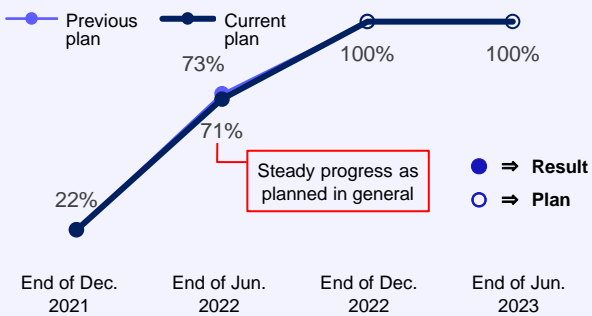 Previous
plan
Current
plan
73%
100%
100%
71%
Steady progress as
planned in general
⇒ Result
22%
⇒ Plan
End of Dec.
2021
End of Jun.
2022
End of Dec.
2022
End of Jun.
2023